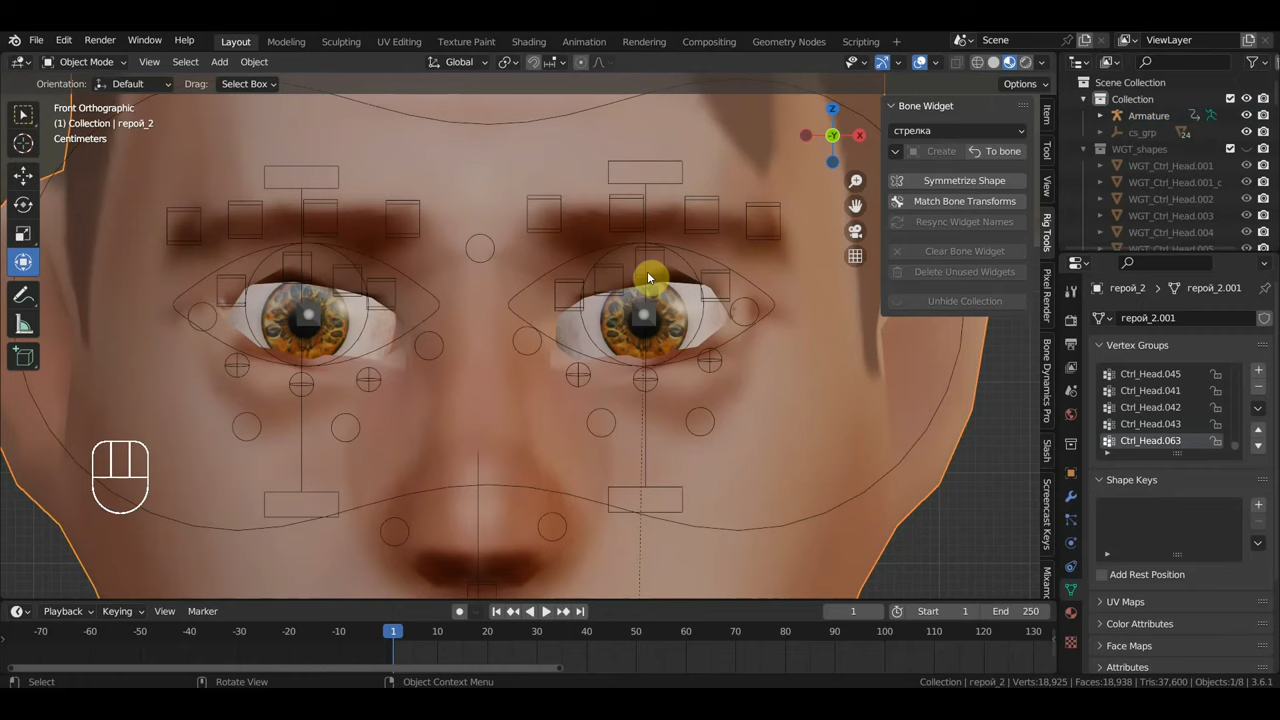 File Edit Render Window Help
Layout Modeling Sculpting UV Editing Texture Paint Shading Animation Rendering Compositing Geometry Nodes Scripting +
Scene
ViewLayer
Object Mode View Select Add Object
Global
Orientation: Default Drag: Select Box
Options
Front Orthographic
(1) Collection | герой_2
Centimeters
Z
X
-Y
Bone Widget
стрелка
Create To bone
Symmetrize Shape
Match Bone Transforms
Resync Widget Names
Clear Bone Widget
Delete Unused Widgets
Unhide Collection
Item
Tool
View
Rig Tools
Pixel Render
Bone Dynamics Pro
Slash
Screencast Keys
Mixamo
Scene Collection
Collection
Armature
cs_grp 24
WGT_shapes
WGT_Ctrl_Head.001
WGT_Ctrl_Head.001_c
WGT_Ctrl_Head.002
WGT_Ctrl_Head.003
WGT_Ctrl_Head.004
герой_2 герой_2.001
герой_2.001
Vertex Groups
Ctrl_Head.045
Ctrl_Head.041
Ctrl_Head.042
Ctrl_Head.043
Ctrl_Head.063
Shape Keys
Add Rest Position
UV Maps
Color Attributes
Face Maps
Attributes
Playback Keying View Marker
1 Start 1 End 250
-70 -60 -50 -40 -30 -20 -10 1 10 20 30 40 50 60 70 80 90 100 110 120 130
Select Rotate View Object Context Menu
Collection | герой_2 | Verts:18,925 | Faces:18,938 | Tris:37,600 | Objects:1/8 | 3.6.1